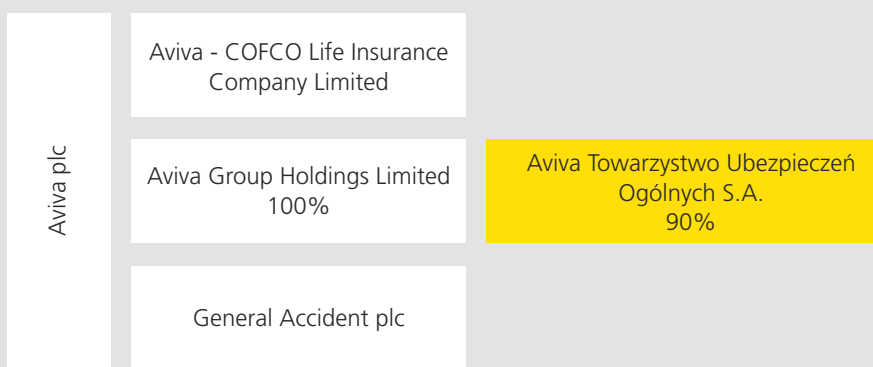 Aviva plc
Aviva - COFCO Life Insurance
Company Limited
Aviva Group Holdings Limited
100%
Aviva Towarzystwo Ubezpieczeń
Ogólnych S.A.
90%
General Accident plc